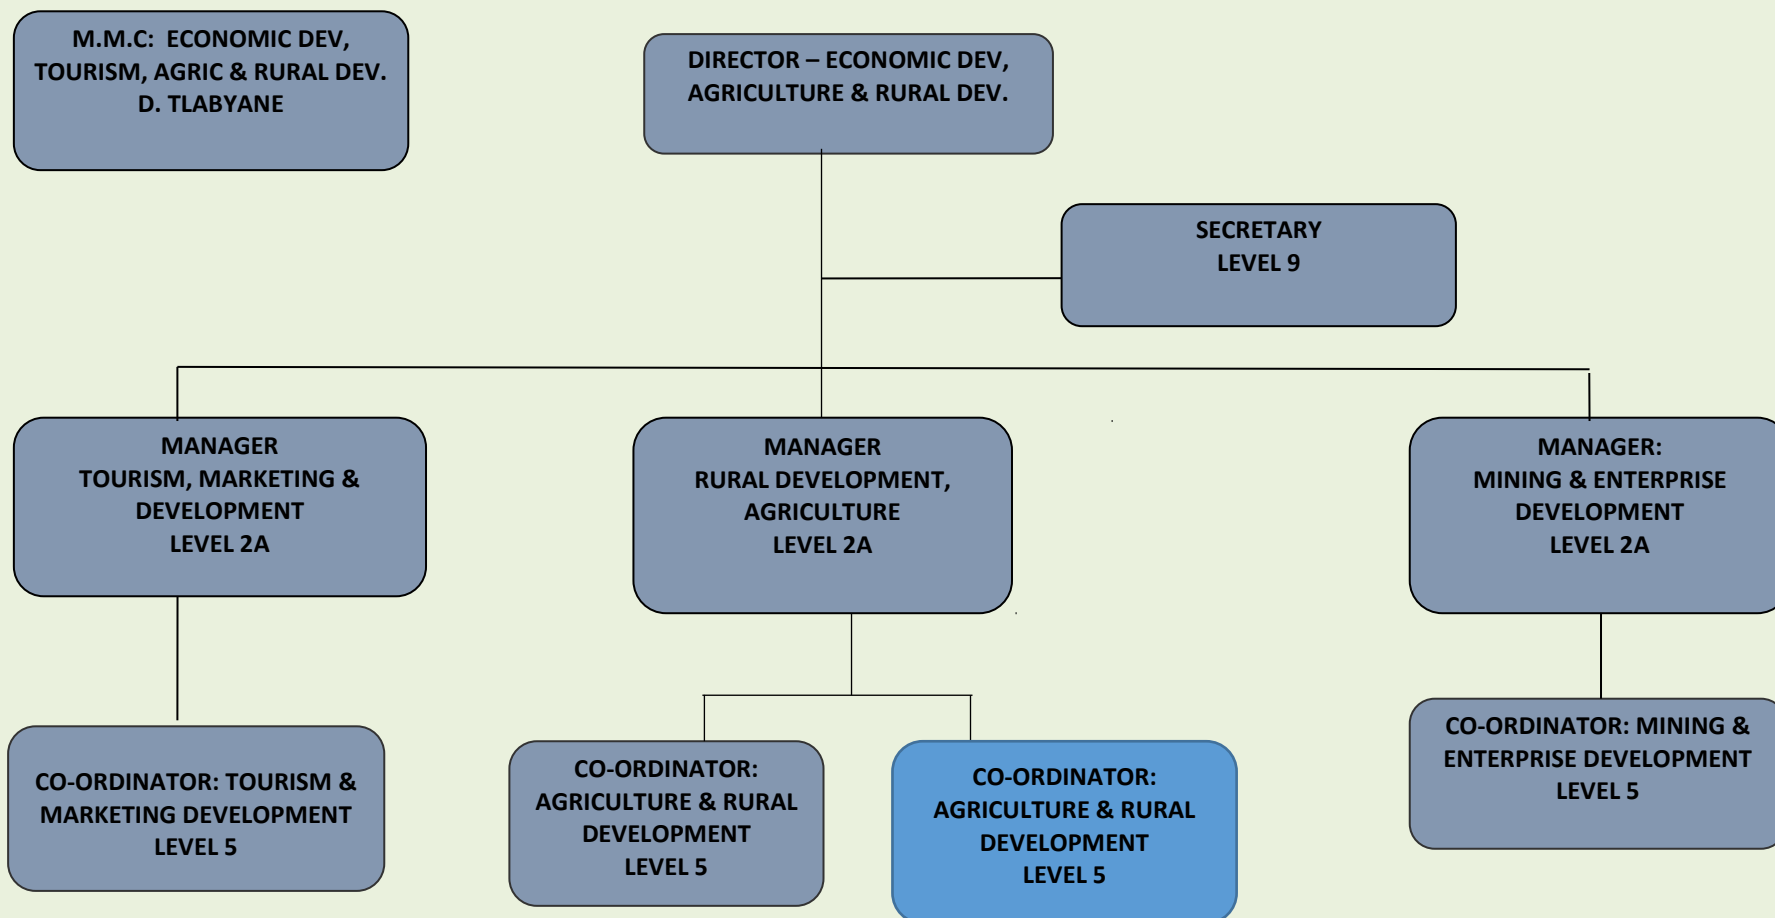 M.M.C: ECONOMIC DEV,
TOURISM, AGRIC & RURAL DEV.
D. TLABYANE
DIRECTOR – ECONOMIC DEV,
AGRICULTURE & RURAL DEV.
SECRETARY
LEVEL 9
MANAGER
TOURISM, MARKETING &
DEVELOPMENT
LEVEL 2A
MANAGER
RURAL DEVELOPMENT,
AGRICULTURE
LEVEL 2A
MANAGER:
MINING & ENTERPRISE
DEVELOPMENT
LEVEL 2A
CO-ORDINATOR: TOURISM &
MARKETING DEVELOPMENT
LEVEL 5
CO-ORDINATOR:
AGRICULTURE & RURAL
DEVELOPMENT
LEVEL 5
CO-ORDINATOR:
AGRICULTURE & RURAL
DEVELOPMENT
LEVEL 5
CO-ORDINATOR: MINING &
ENTERPRISE DEVELOPMENT
LEVEL 5